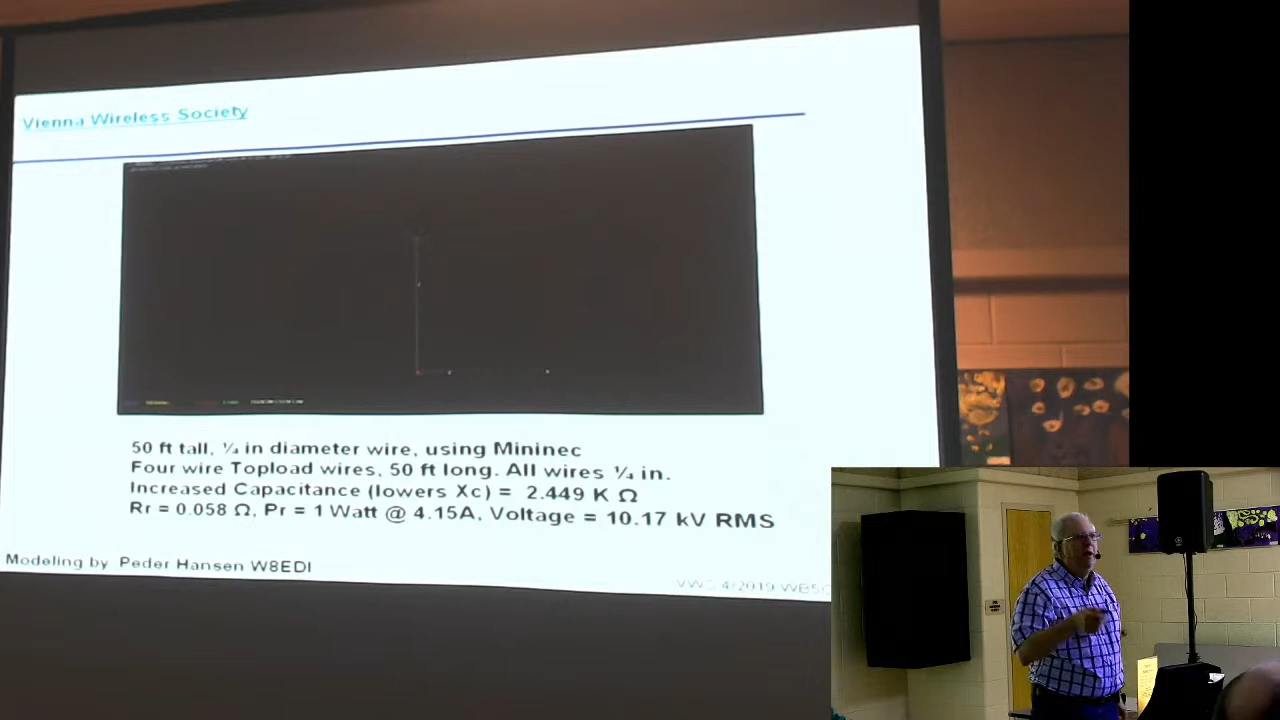 Vienna Wireless Society
50 ft tall, ¼ in diameter wire, using Mininec
Four wire Topload wires, 50 ft long. All wires ¼ in.
Increased Capacitance (lowers Xc) = 2.449 K Ω
Rr = 0.058 Ω, Pr = 1 Watt @ 4.15A, Voltage = 10.17 kV RMS
Modeling by Peder Hansen W8EDI
4/2019